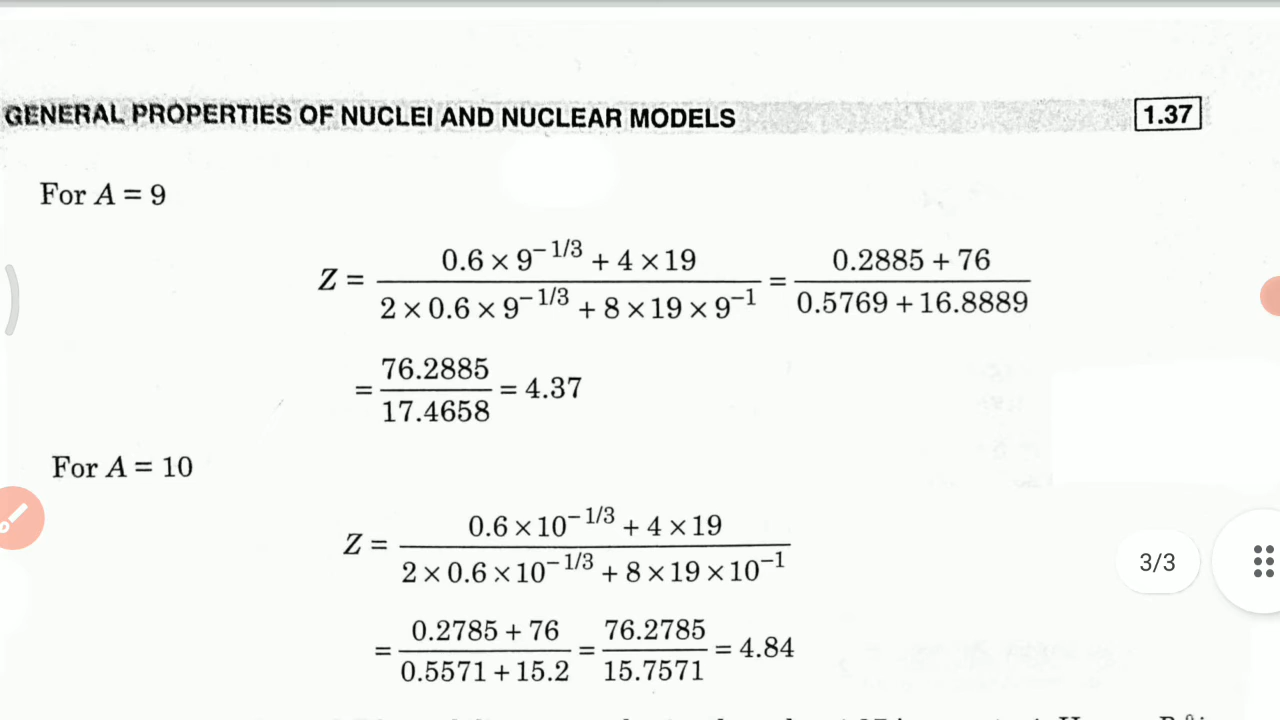 GENERAL PROPERTIES OF NUCLEI AND NUCLEAR MODELS 1.37
For A = 9
Z = (0.6 × 9^{-1/3} + 4 × 19) / (2 × 0.6 × 9^{-1/3} + 8 × 19 × 9^{-1}) = (0.2885 + 76) / (0.5769 + 16.8889)
= 76.2885 / 17.4658 = 4.37
For A = 10
Z = (0.6 × 10^{-1/3} + 4 × 19) / (2 × 0.6 × 10^{-1/3} + 8 × 19 × 10^{-1})
3/3
= (0.2785 + 76) / (0.5571 + 15.2) = 76.2785 / 15.7571 = 4.84